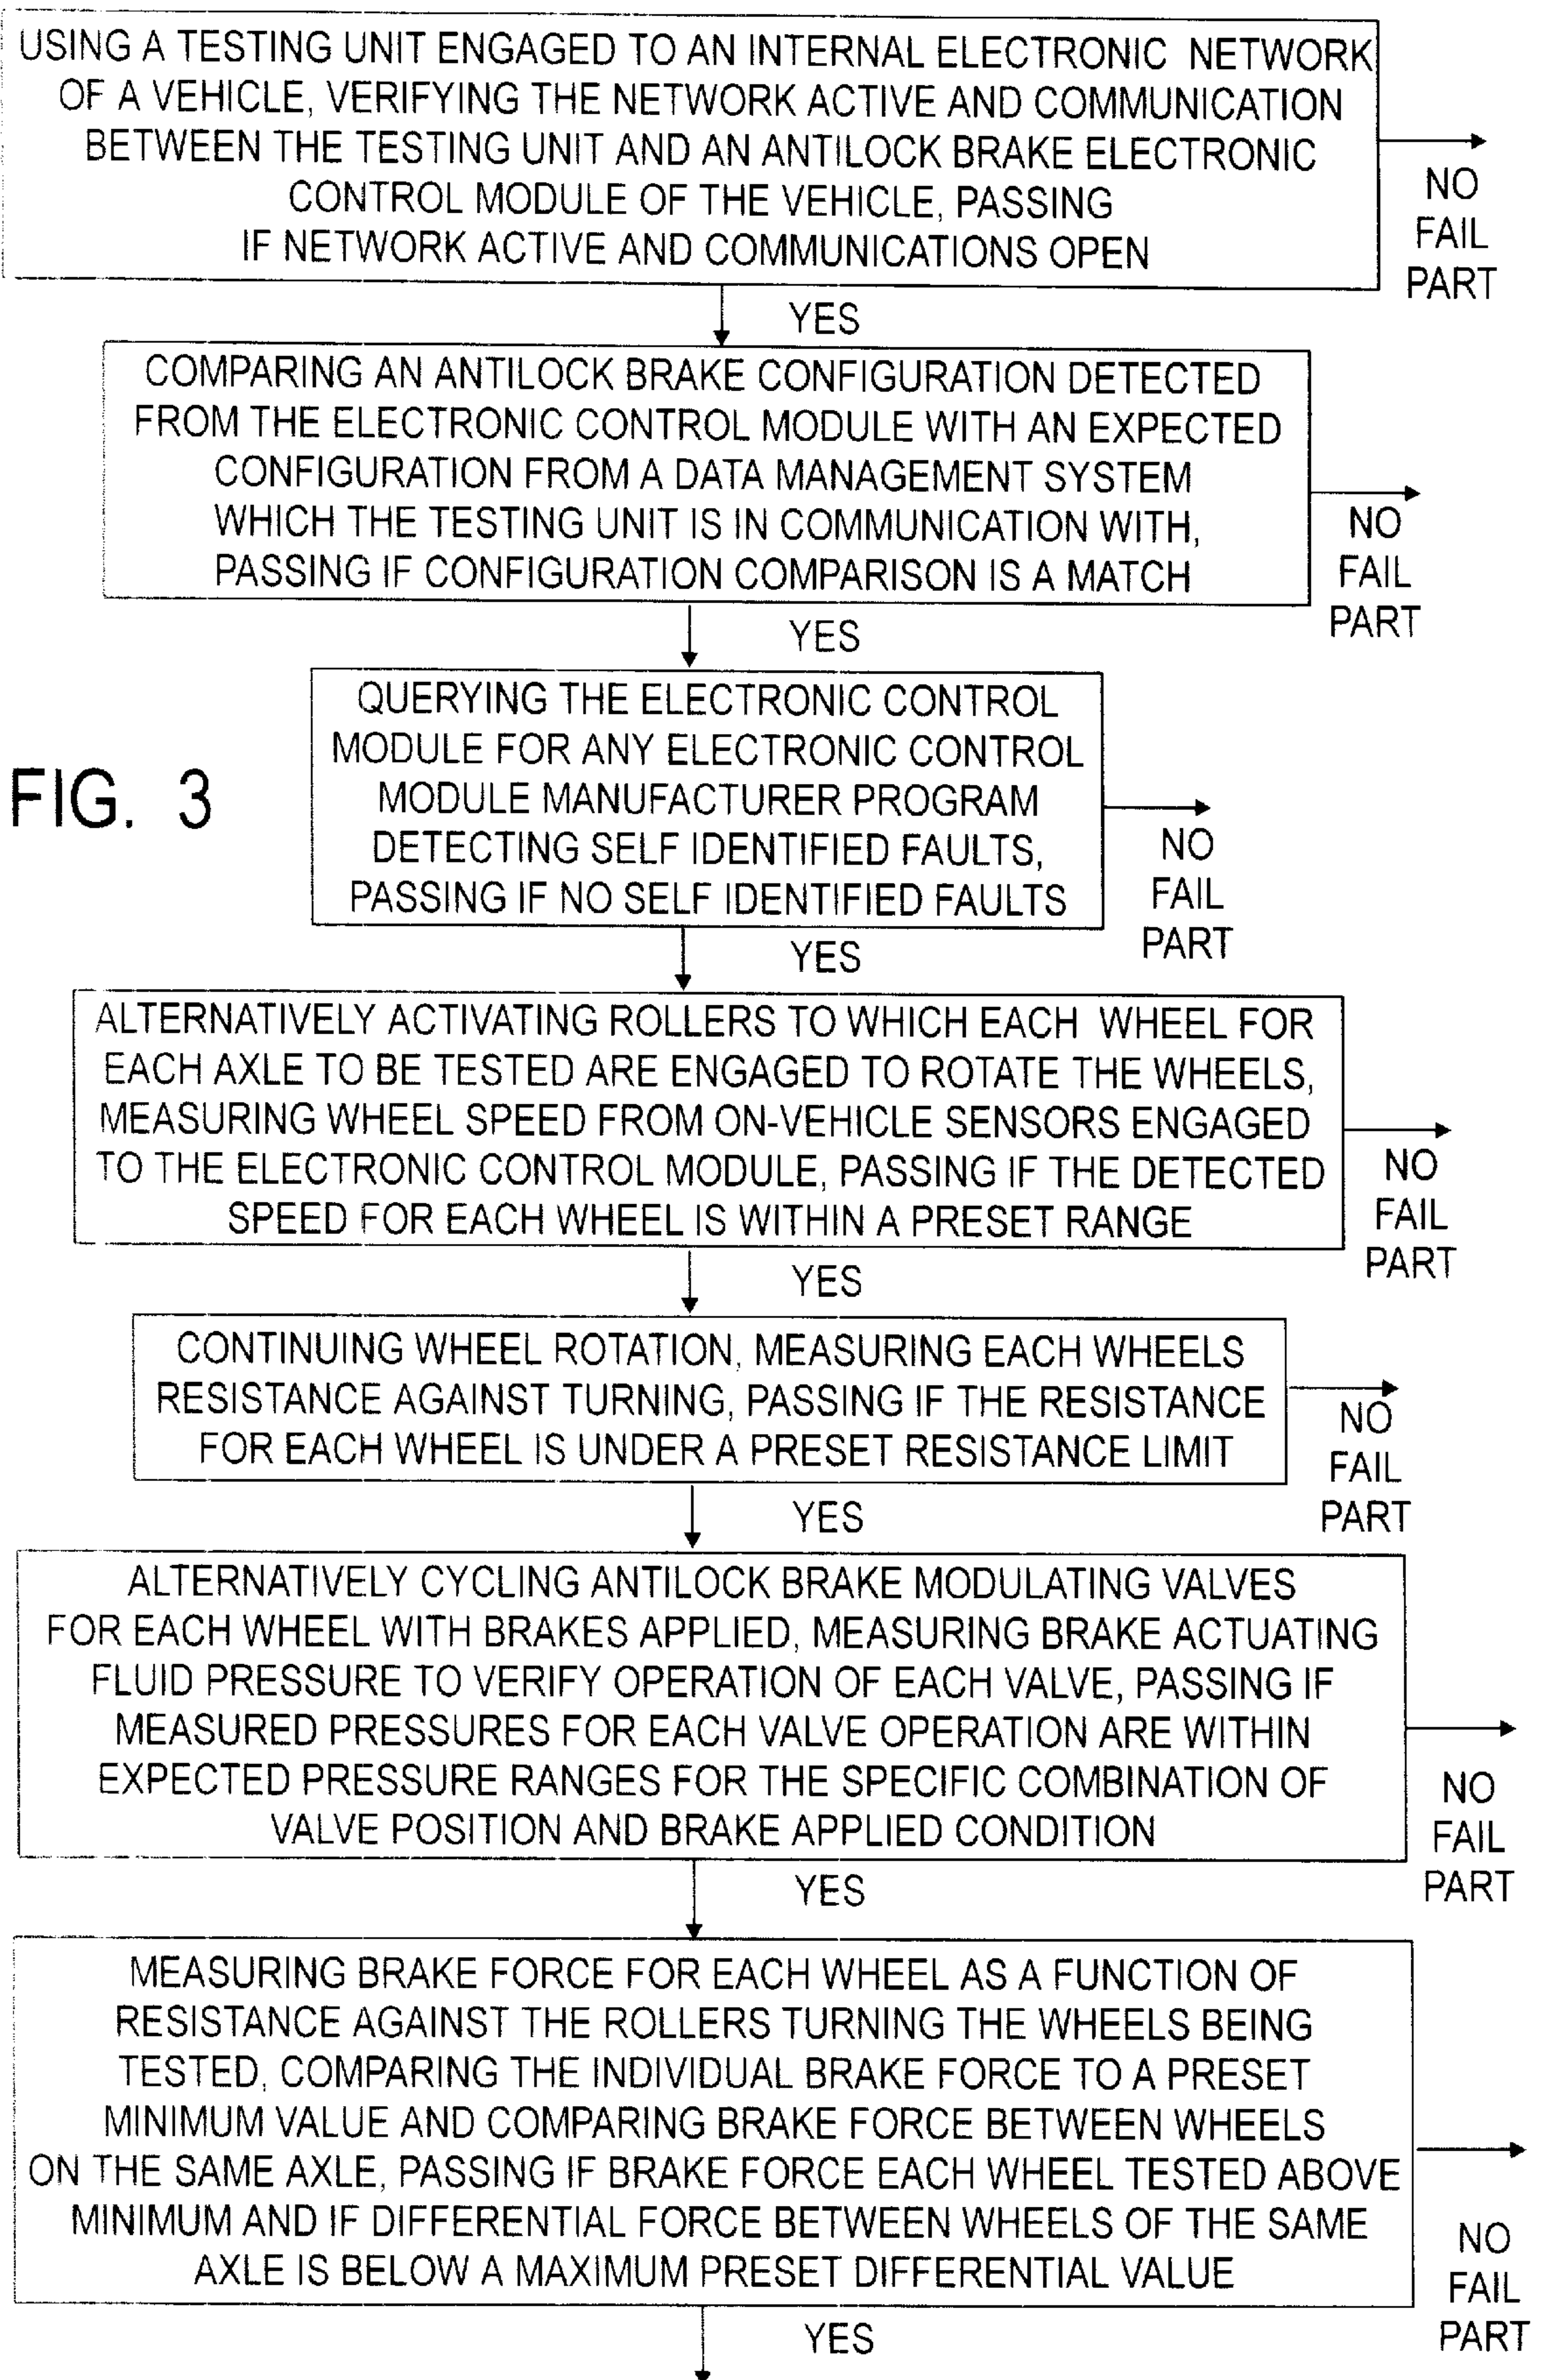 USING A TESTING UNIT ENGAGED TO AN INTERNAL ELECTRONIC NETWORK
OF A VEHICLE, VERIFYING THE NETWORK ACTIVE AND COMMUNICATION
BETWEEN THE TESTING UNIT AND AN ANTILOCK BRAKE ELECTRONIC
CONTROL MODULE OF THE VEHICLE, PASSING
IF NETWORK ACTIVE AND COMMUNICATIONS OPEN
NO
FAIL
PART
YES
COMPARING AN ANTILOCK BRAKE CONFIGURATION DETECTED
FROM THE ELECTRONIC CONTROL MODULE WITH AN EXPECTED
CONFIGURATION FROM A DATA MANAGEMENT SYSTEM
WHICH THE TESTING UNIT IS IN COMMUNICATION WITH,
PASSING IF CONFIGURATION COMPARISON IS A MATCH
NO
FAIL
PART
YES
QUERYING THE ELECTRONIC CONTROL
MODULE FOR ANY ELECTRONIC CONTROL
MODULE MANUFACTURER PROGRAM
DETECTING SELF IDENTIFIED FAULTS,
PASSING IF NO SELF IDENTIFIED FAULTS
FIG. 3
NO
FAIL
PART
YES
ALTERNATIVELY ACTIVATING ROLLERS TO WHICH EACH WHEEL FOR
EACH AXLE TO BE TESTED ARE ENGAGED TO ROTATE THE WHEELS,
MEASURING WHEEL SPEED FROM ON-VEHICLE SENSORS ENGAGED
TO THE ELECTRONIC CONTROL MODULE, PASSING IF THE DETECTED
SPEED FOR EACH WHEEL IS WITHIN A PRESET RANGE
NO
FAIL
PART
YES
CONTINUING WHEEL ROTATION, MEASURING EACH WHEELS
RESISTANCE AGAINST TURNING, PASSING IF THE RESISTANCE
FOR EACH WHEEL IS UNDER A PRESET RESISTANCE LIMIT
NO
FAIL
PART
YES
ALTERNATIVELY CYCLING ANTILOCK BRAKE MODULATING VALVES
FOR EACH WHEEL WITH BRAKES APPLIED, MEASURING BRAKE ACTUATING
FLUID PRESSURE TO VERIFY OPERATION OF EACH VALVE, PASSING IF
MEASURED PRESSURES FOR EACH VALVE OPERATION ARE WITHIN
EXPECTED PRESSURE RANGES FOR THE SPECIFIC COMBINATION OF
VALVE POSITION AND BRAKE APPLIED CONDITION
NO
FAIL
PART
YES
MEASURING BRAKE FORCE FOR EACH WHEEL AS A FUNCTION OF
RESISTANCE AGAINST THE ROLLERS TURNING THE WHEELS BEING
TESTED, COMPARING THE INDIVIDUAL BRAKE FORCE TO A PRESET
MINIMUM VALUE AND COMPARING BRAKE FORCE BETWEEN WHEELS
ON THE SAME AXLE, PASSING IF BRAKE FORCE EACH WHEEL TESTED ABOVE
MINIMUM AND IF DIFFERENTIAL FORCE BETWEEN WHEELS OF THE SAME
AXLE IS BELOW A MAXIMUM PRESET DIFFERENTIAL VALUE
NO
FAIL
PART
YES